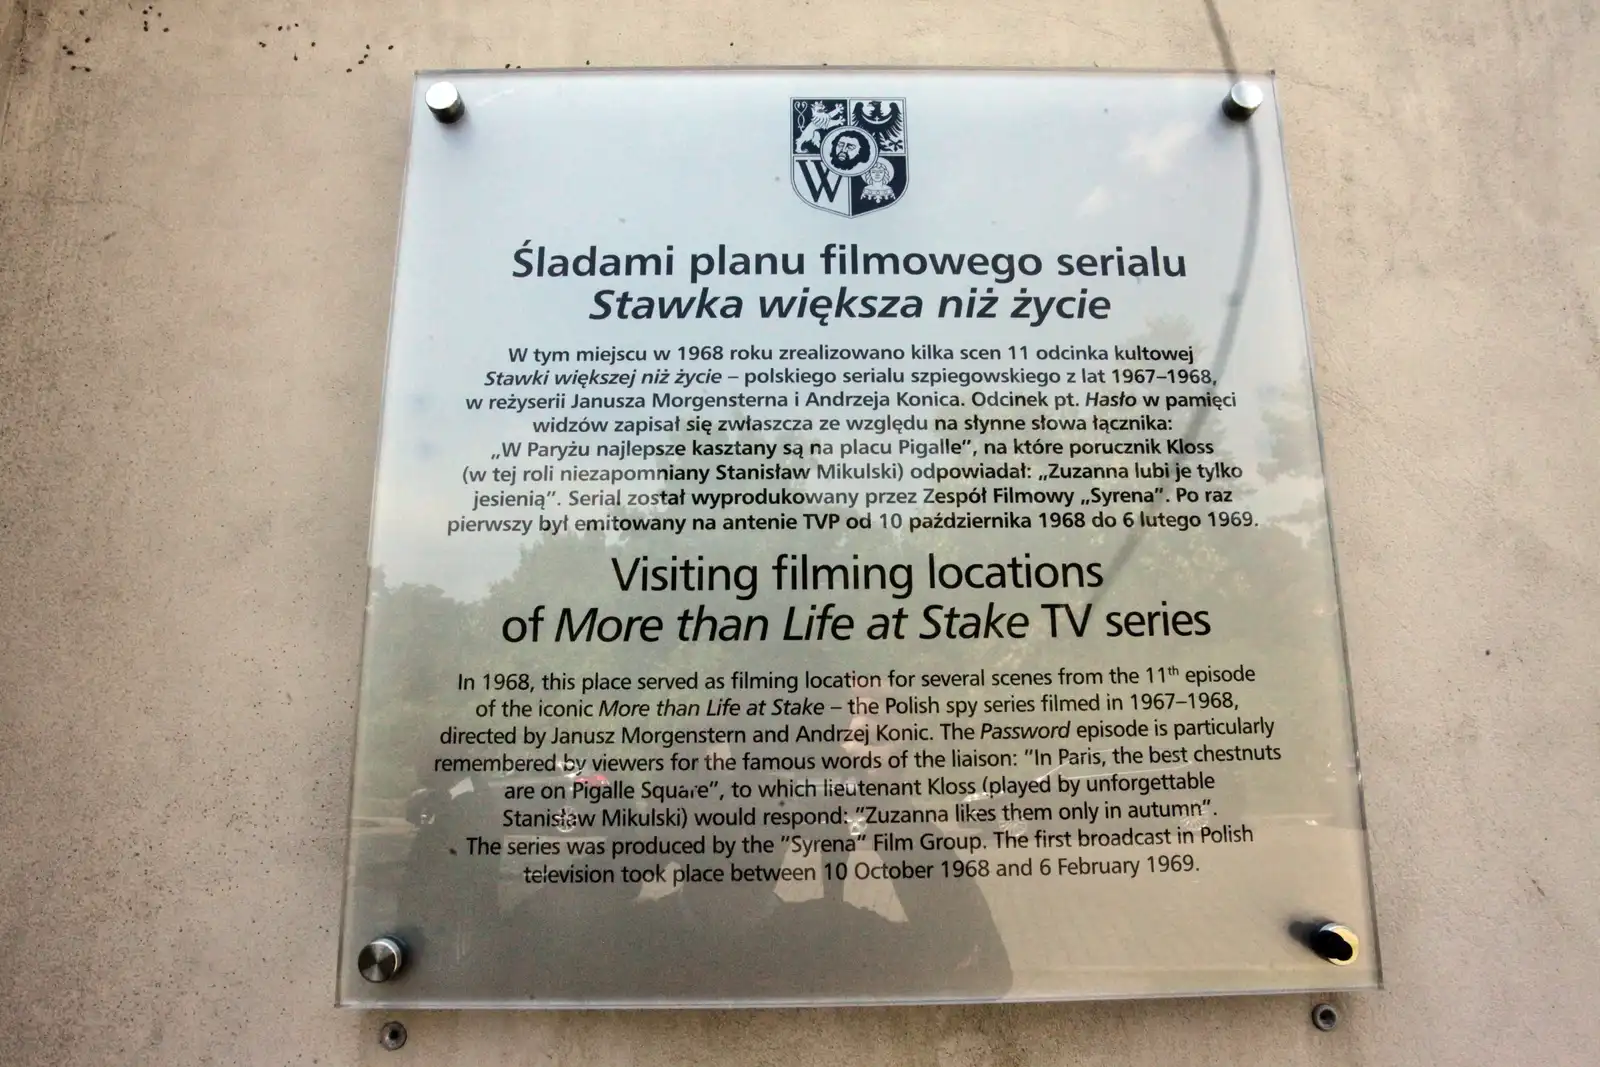 W
Śladami planu filmowego serialu
Stawka większa niż życie
W tym miejscu w 1968 roku zrealizowano kilka scen 11 odcinka kultowej
Stawki większej niż życie – polskiego serialu szpiegowskiego z lat 1967–1968,
w reżyserii Janusza Morgensterna i Andrzeja Konica. Odcinek pt. Hasło w pamięci
widzów zapisał się zwłaszcza ze względu na słynne słowa łącznika:
„W Paryżu najlepsze kasztany są na placu Pigalle”, na które porucznik Kloss
(w tej roli niezapomniany Stanisław Mikulski) odpowiadał: „Zuzanna lubi je tylko
jesienią”. Serial został wyprodukowany przez Zespół Filmowy „Syrena”. Po raz
pierwszy był emitowany na antenie TVP od 10 października 1968 do 6 lutego 1969.
Visiting filming locations
of More than Life at Stake TV series
In 1968, this place served as filming location for several scenes from the 11th episode
of the iconic More than Life at Stake – the Polish spy series filmed in 1967–1968,
directed by Janusz Morgenstern and Andrzej Konic. The Password episode is particularly
remembered by viewers for the famous words of the liaison: “In Paris, the best chestnuts
are on Pigalle Square”, to which lieutenant Kloss (played by unforgettable
Stanisław Mikulski) would respond: “Zuzanna likes them only in autumn”.
The series was produced by the “Syrena” Film Group. The first broadcast in Polish
television took place between 10 October 1968 and 6 February 1969.